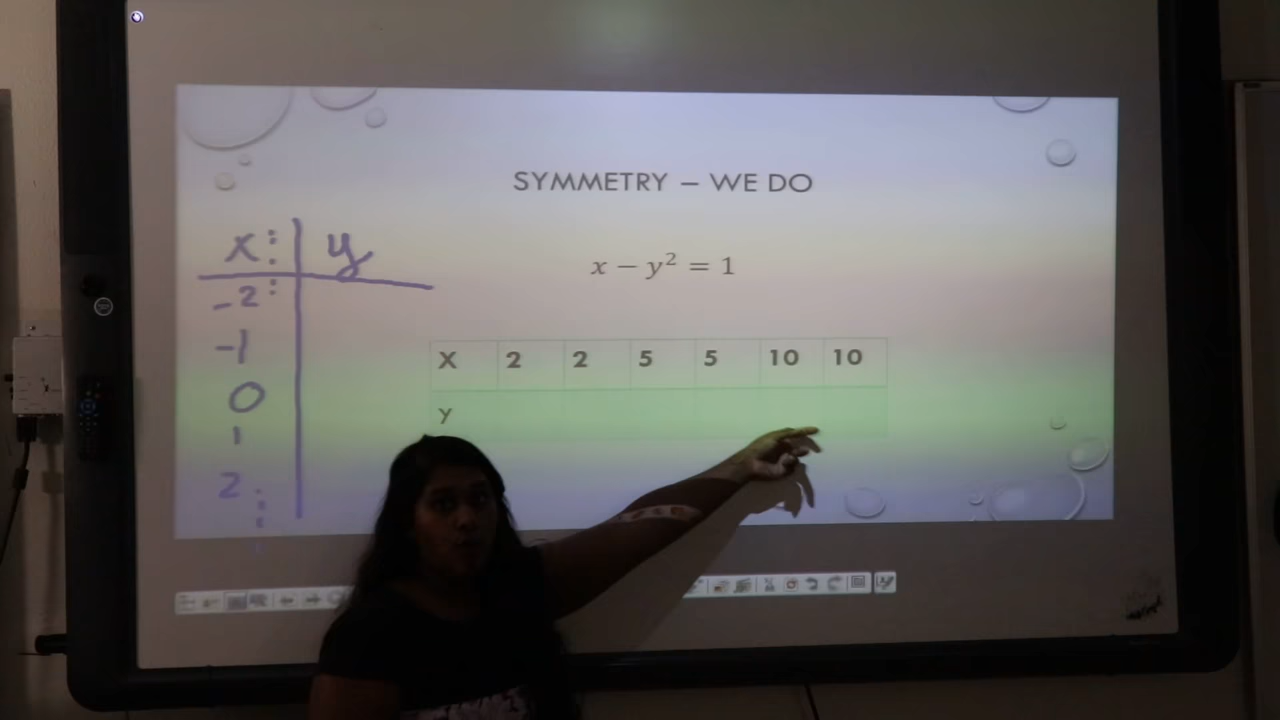 SYMMETRY – WE DO
x - y² = 1
x y
-2
-1
0
1
2
X 2 2 5 5 10 10
y